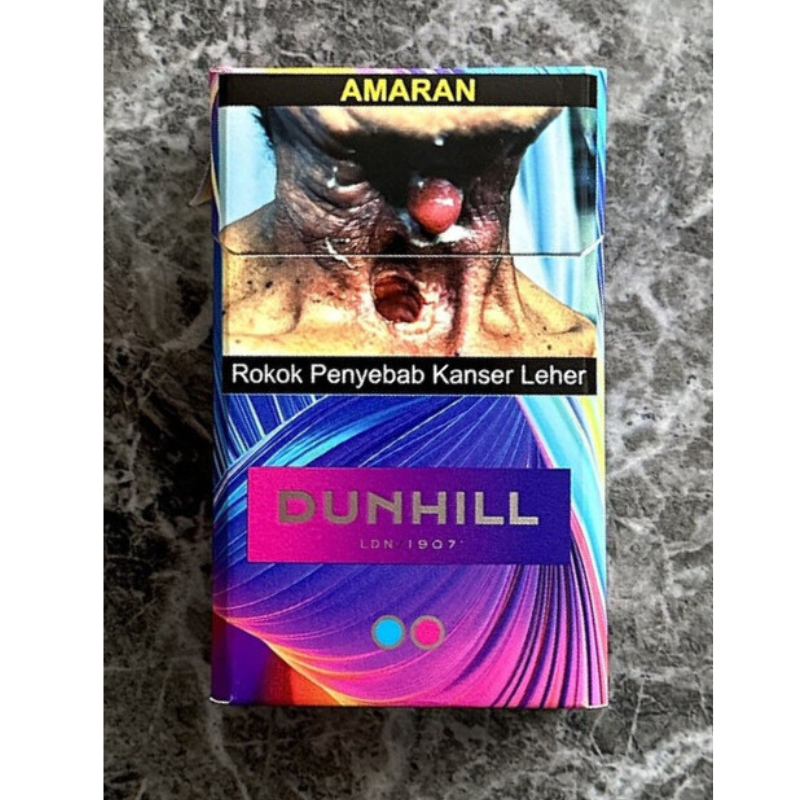 AMARAN
Rokok Penyebab Kanser Leher
DUNHILL
LDN 1907